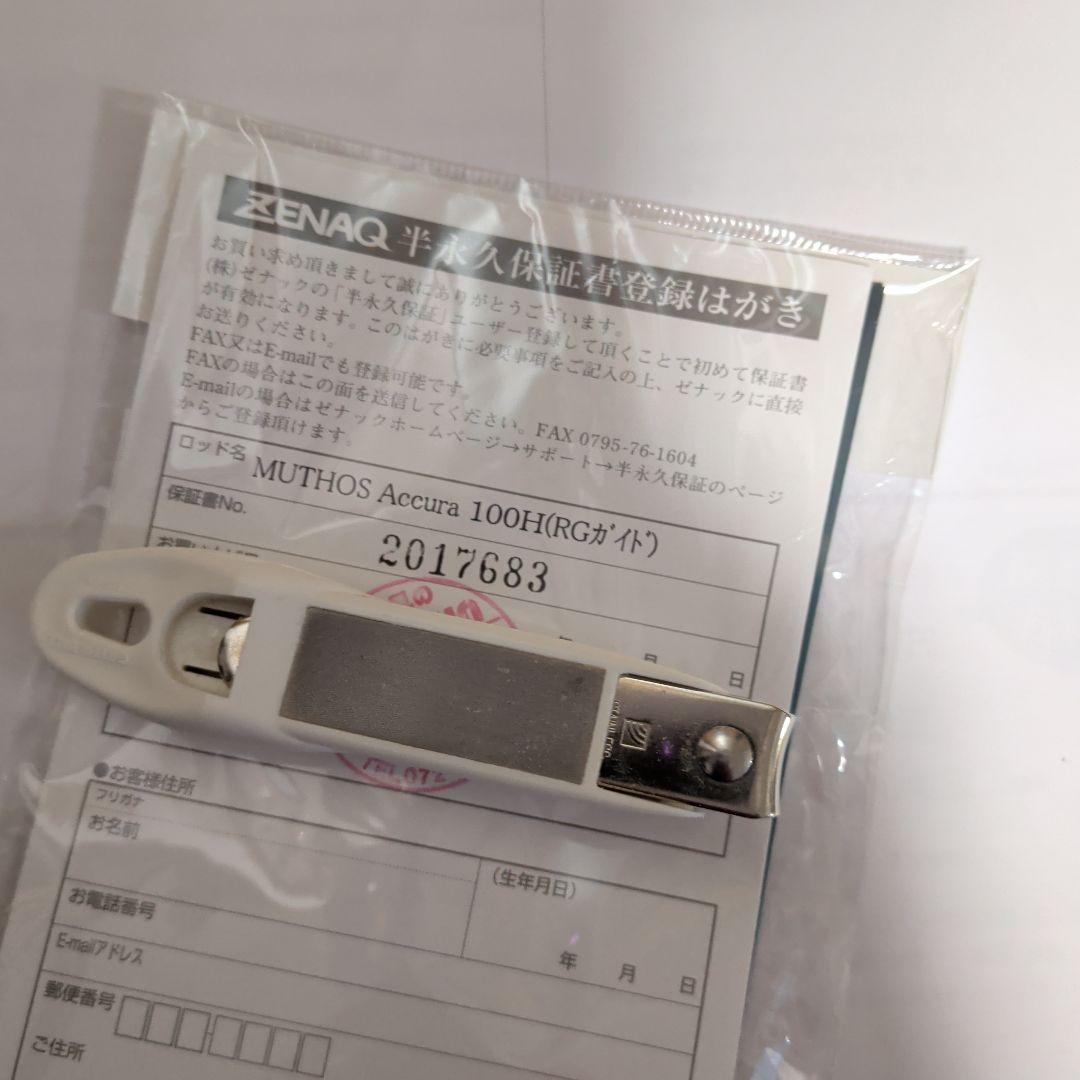 ZENAQ 半永久保証書登録はがき
お買い求め頂きまして誠にありがとうございます。
(株)ゼナックの「半永久保証」ユーザー登録して頂くことで初めて保証書
が有効になります。このはがきに必要事項をご記入の上、ゼナックに直接
お送りください。
FAX又はE-mailでも登録可能です。
FAXの場合はこの面を送信してください。FAX 0795-76-1604
E-mailの場合はゼナックホームページ→サポート→半永久保証のページ
からご登録頂けます。
ロッド名 MUTHOS Accura 100H(RGガイド)
保証書No. 2017683
月 日
●お客様住所
フリガナ
お名前
(生年月日)
年 月 日
お電話番号
E-mailアドレス
郵便番号
ご住所